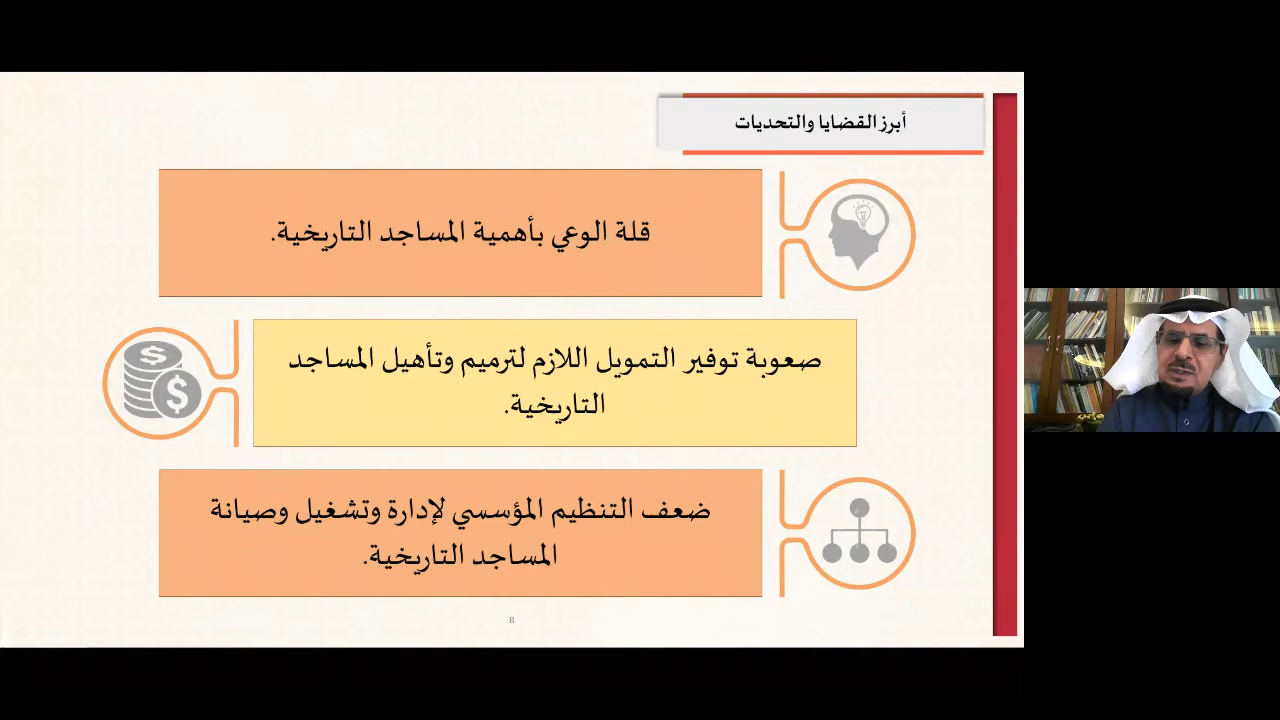 أبرز القضايا والتحديات
قلة الوعي بأهمية المساجد التاريخية.
صعوبة توفير التمويل اللازم لترميم وتأهيل المساجد
التاريخية.
ضعف التنظيم المؤسسي لإدارة وتشغيل وصيانة
المساجد التاريخية.
8